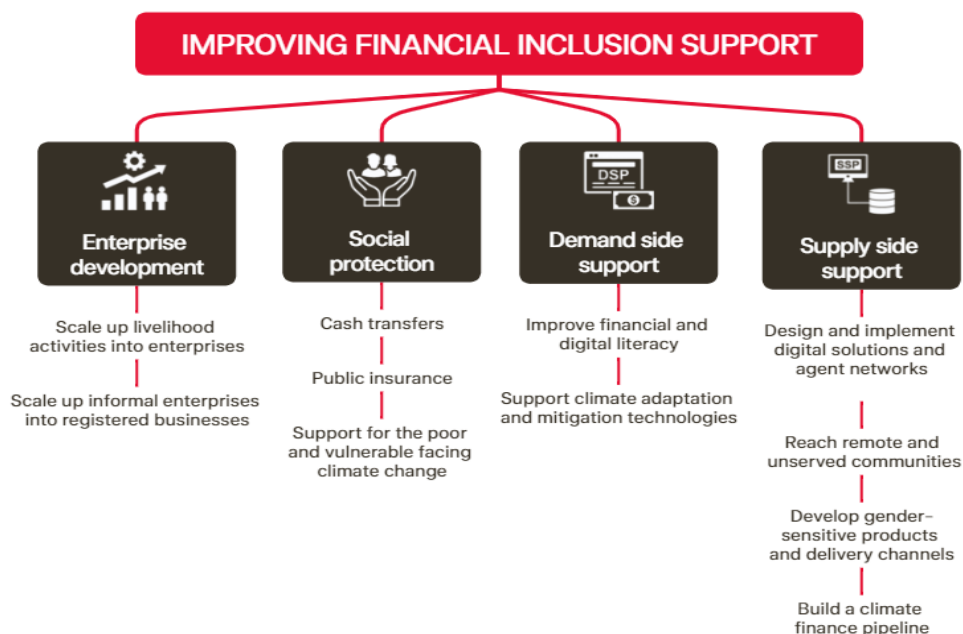 IMPROVING FINANCIAL INCLUSION SUPPORT
Enterprise
development
Scale up livelihood
activities into enterprises
Scale up informal enterprises
into registered businesses
Social
protection
Cash transfers
Public insurance
Support for the poor
and vulnerable facing
climate change
DSP
$
Demand side
support
Improve financial and
digital literacy
Support climate adaptation
and mitigation technologies
SSP
Supply side
support
Design and implement
digital solutions and
agent networks
Reach remote and
unserved communities
Develop gender-
sensitive products
and delivery channels
Build a climate
finance pipeline